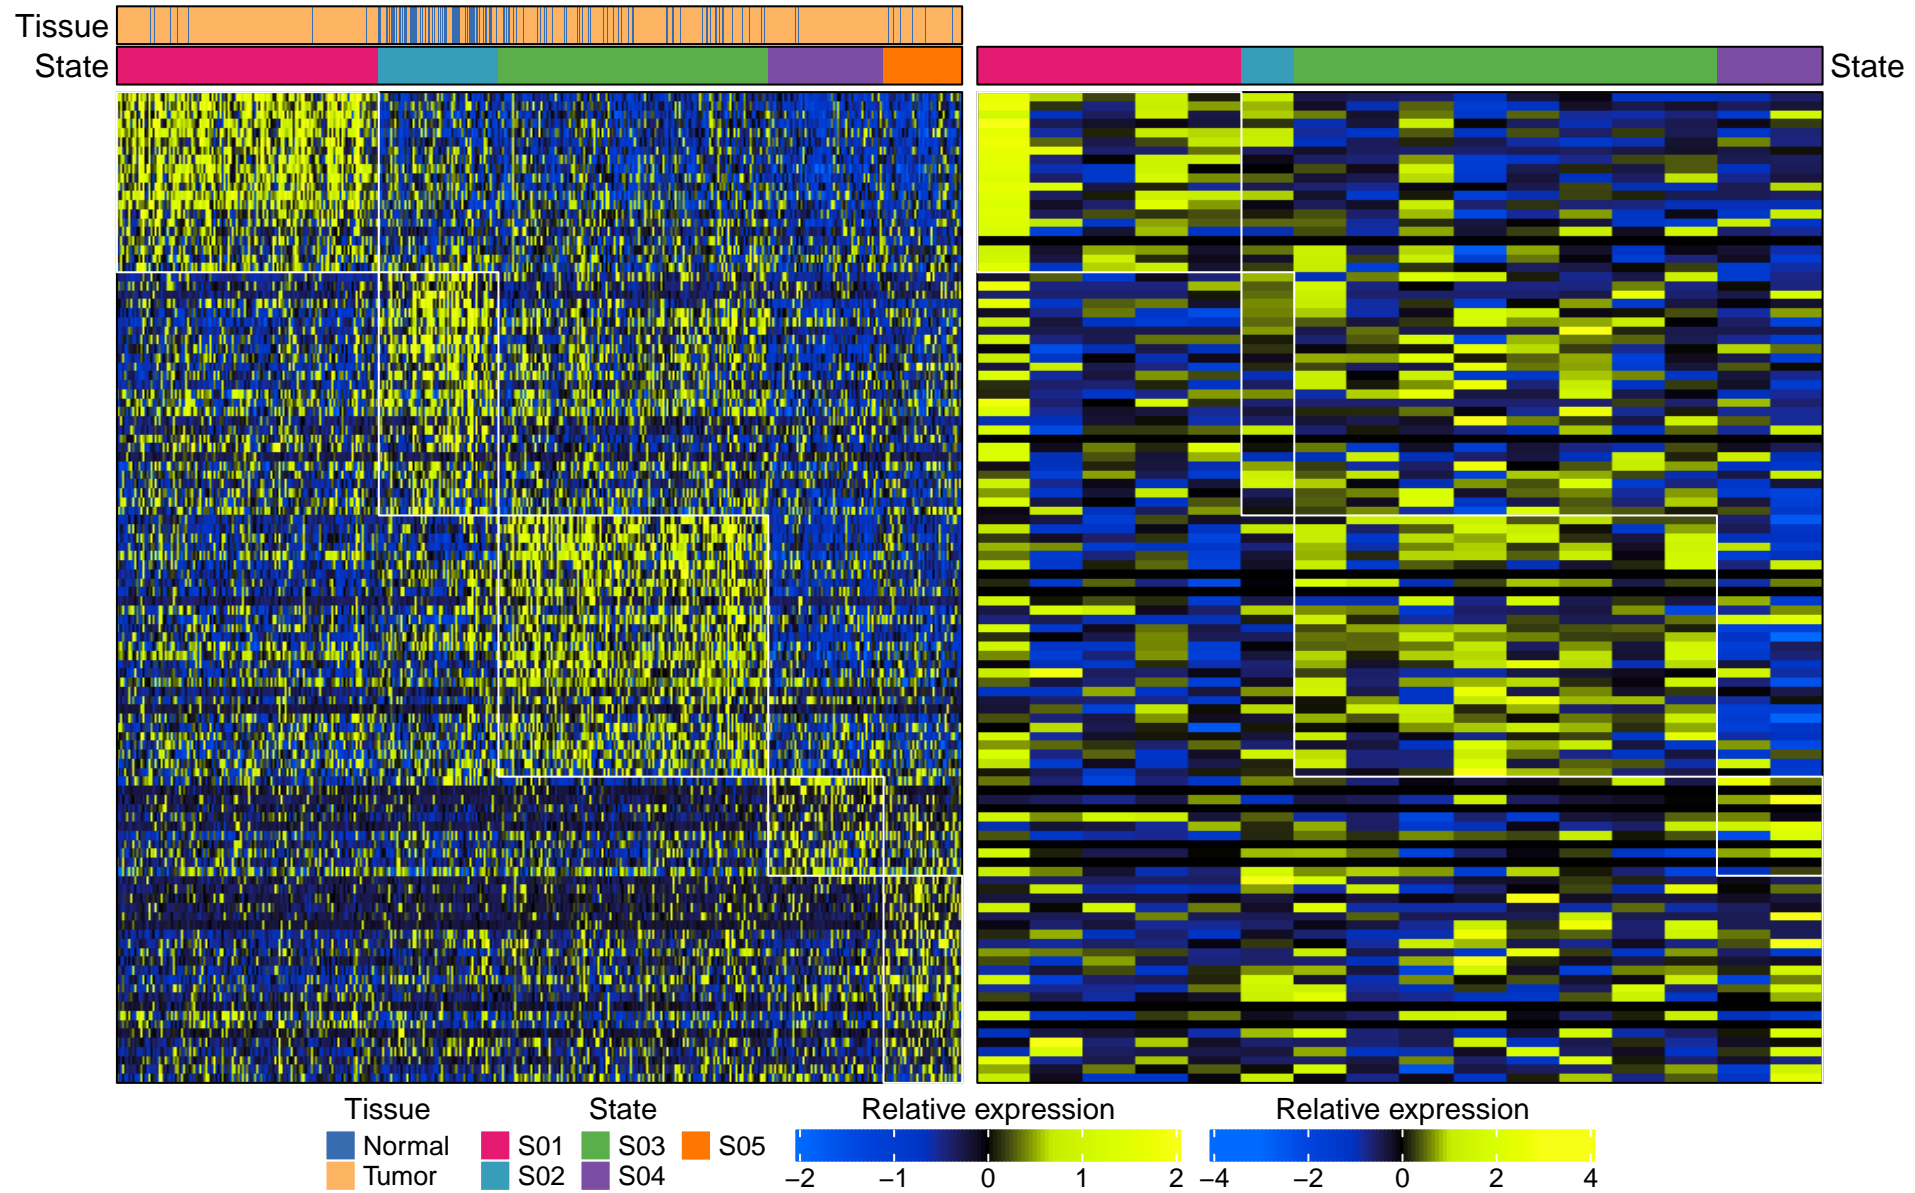 Tissue
State
State
Tissue State Relative expression Relative expression
Normal S01 S03 S05
Tumor S02 S04
−2 −1 0 1 2 −4 −2 0 2 4